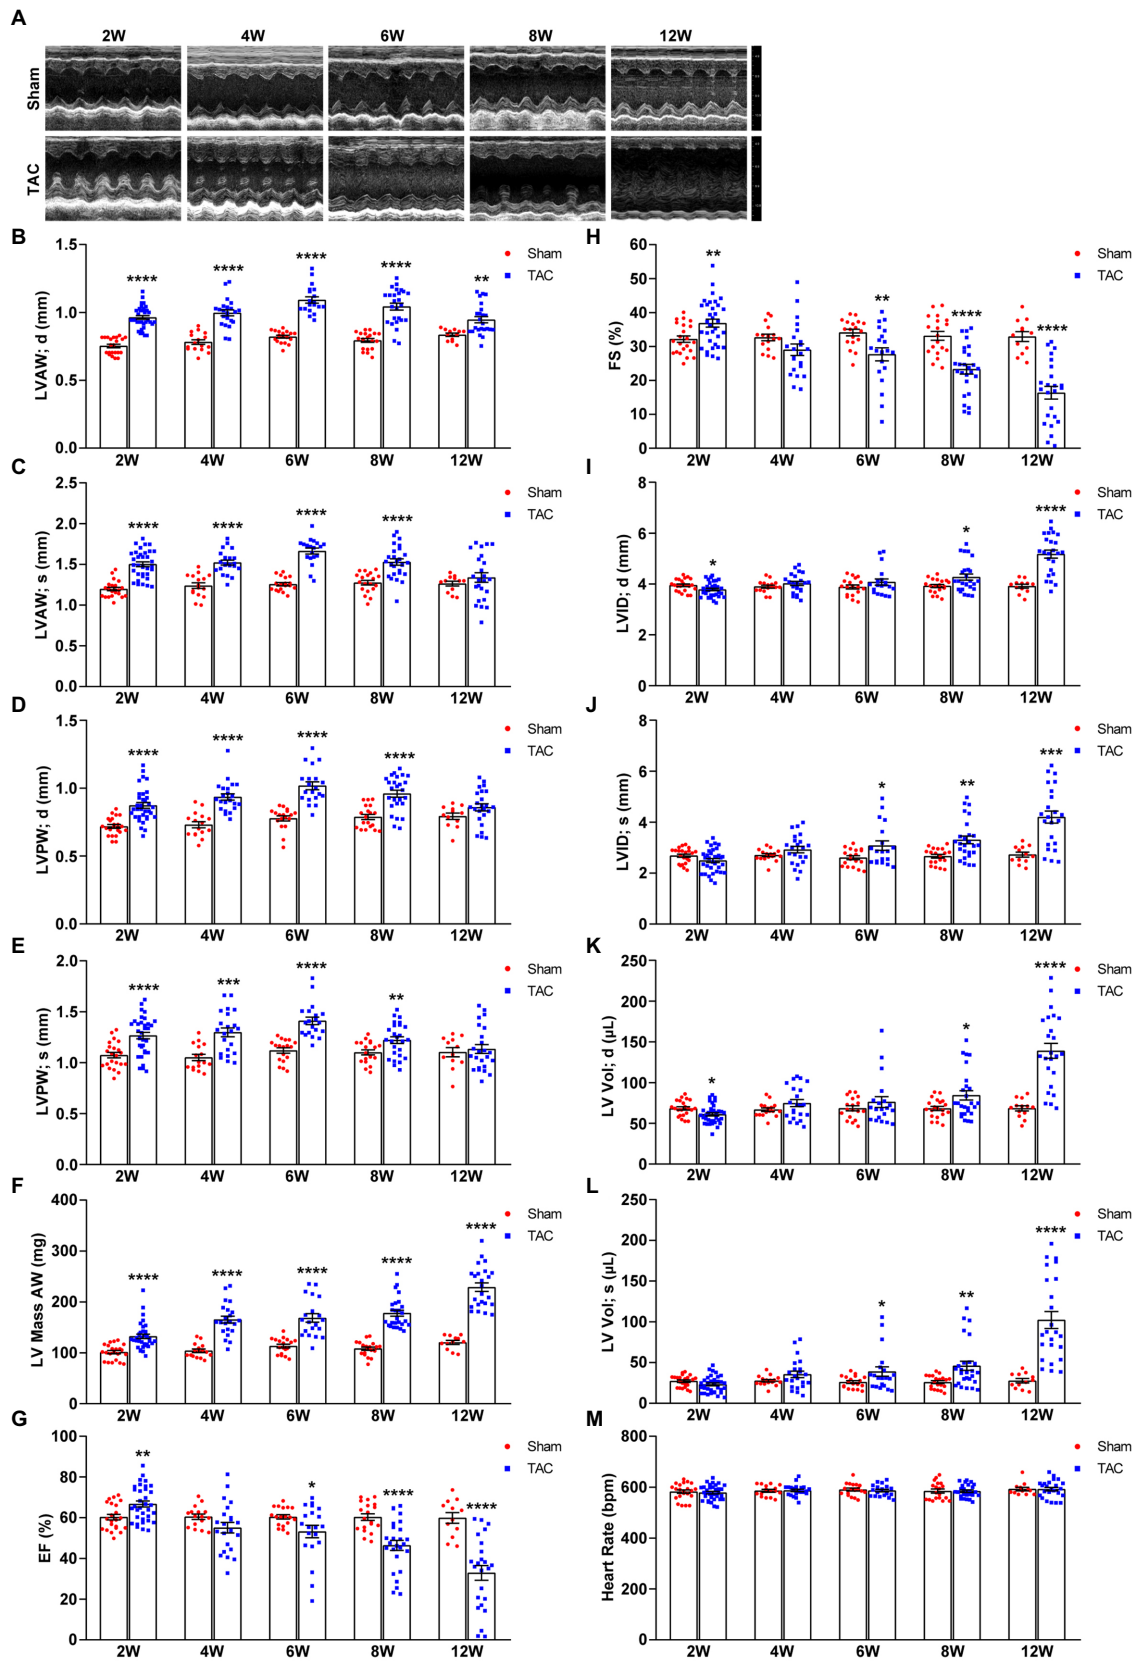 A
2W 4W 6W 8W 12W
Sham
TAC
B
LVAW; d (mm)
1.5
1.0
0.5
0.0
**** **** **** **** **
Sham
TAC
2W 4W 6W 8W 12W
C
LVAW; s (mm)
2.5
2.0
1.5
1.0
0.5
0.0
**** **** **** ****
Sham
TAC
2W 4W 6W 8W 12W
D
LVPW; d (mm)
1.5
1.0
0.5
0.0
**** **** **** ****
Sham
TAC
2W 4W 6W 8W 12W
E
LVPW; s (mm)
2.0
1.5
1.0
0.5
0.0
**** *** **** **
Sham
TAC
2W 4W 6W 8W 12W
F
LV Mass AW (mg)
400
300
200
100
0
**** **** **** **** ****
Sham
TAC
2W 4W 6W 8W 12W
G
EF (%)
100
80
60
40
20
0
** * **** ****
Sham
TAC
2W 4W 6W 8W 12W
H
FS (%)
60
50
40
30
20
10
0
** ** **** ****
Sham
TAC
2W 4W 6W 8W 12W
I
LVID; d (mm)
8
6
4
2
0
* * ****
Sham
TAC
2W 4W 6W 8W 12W
J
LVID; s (mm)
8
6
4
2
0
* ** ***
Sham
TAC
2W 4W 6W 8W 12W
K
LV Vol; d (µL)
250
200
150
100
50
0
* * ****
Sham
TAC
2W 4W 6W 8W 12W
L
LV Vol; s (µL)
250
200
150
100
50
0
* ** ****
Sham
TAC
2W 4W 6W 8W 12W
M
Heart Rate (bpm)
800
600
400
200
0
Sham
TAC
2W 4W 6W 8W 12W